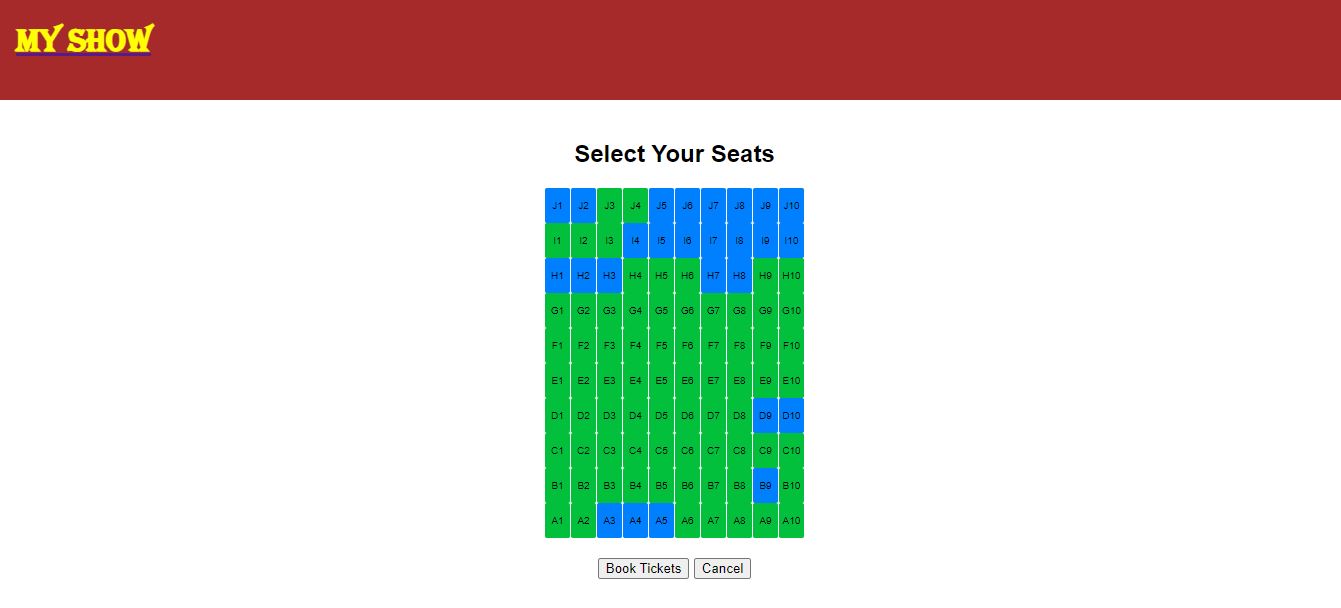 MY SHOW
Select Your Seats
J1 J2 J3 J4 J5 J6 J7 J8 J9 J10
I1 I2 I3 I4 I5 I6 I7 I8 I9 I10
H1 H2 H3 H4 H5 H6 H7 H8 H9 H10
G1 G2 G3 G4 G5 G6 G7 G8 G9 G10
F1 F2 F3 F4 F5 F6 F7 F8 F9 F10
E1 E2 E3 E4 E5 E6 E7 E8 E9 E10
D1 D2 D3 D4 D5 D6 D7 D8 D9 D10
C1 C2 C3 C4 C5 C6 C7 C8 C9 C10
B1 B2 B3 B4 B5 B6 B7 B8 B9 B10
A1 A2 A3 A4 A5 A6 A7 A8 A9 A10
Book Tickets Cancel